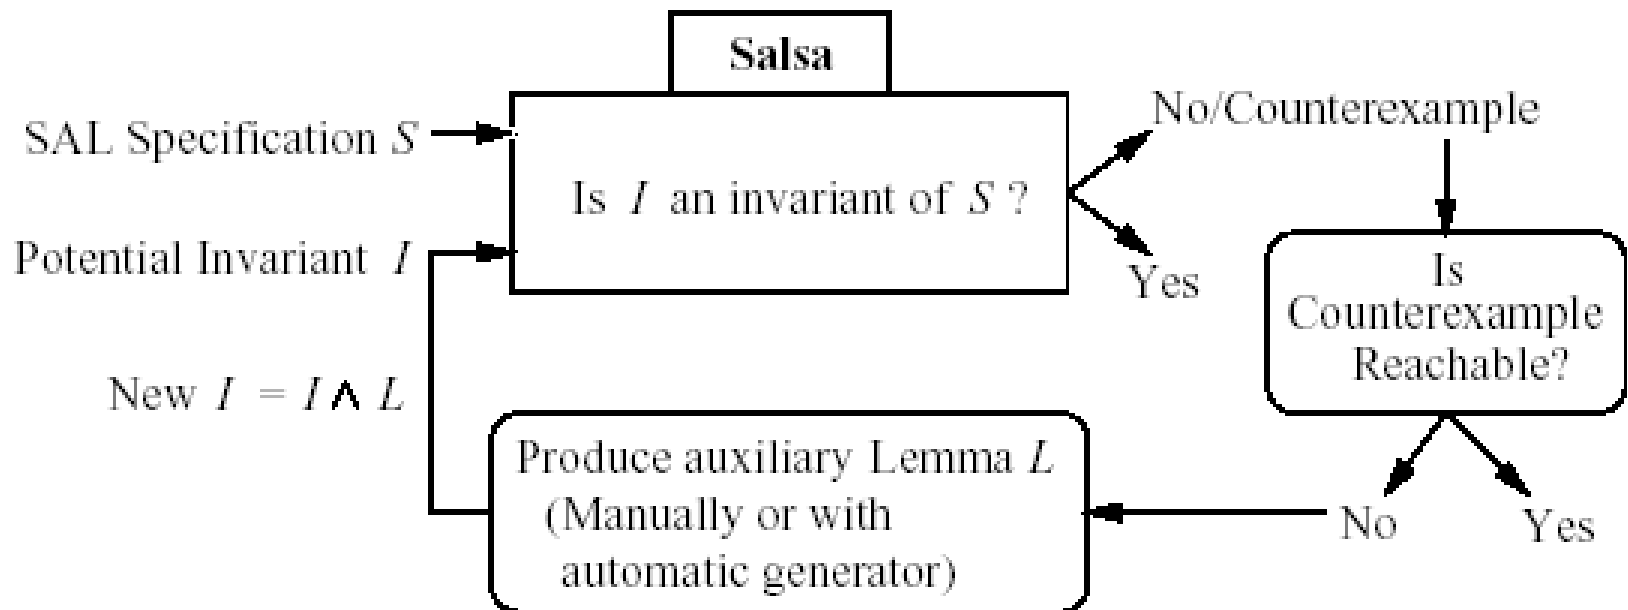 Salsa
SAL Specification S
Is I an invariant of S ?
No/Counterexample
Potential Invariant I
Yes
Is
Counterexample
Reachable?
New I = I ∧ L
Produce auxiliary Lemma L
(Manually or with
automatic generator)
No
Yes